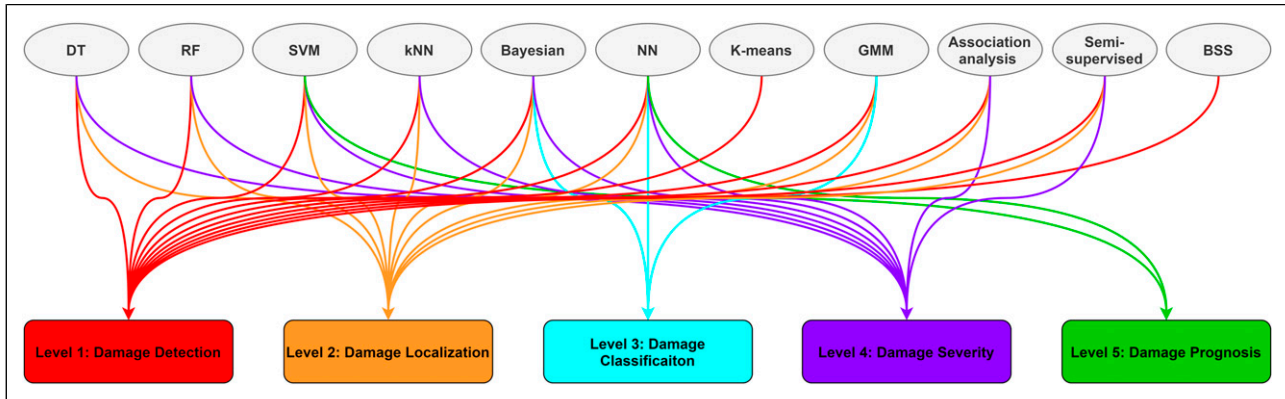 DT
RF
SVM
kNN
Bayesian
NN
K-means
GMM
Association
analysis
Semi-
supervised
BSS
Level 1: Damage Detection
Level 2: Damage Localization
Level 3: Damage
Classificaiton
Level 4: Damage Severity
Level 5: Damage Prognosis